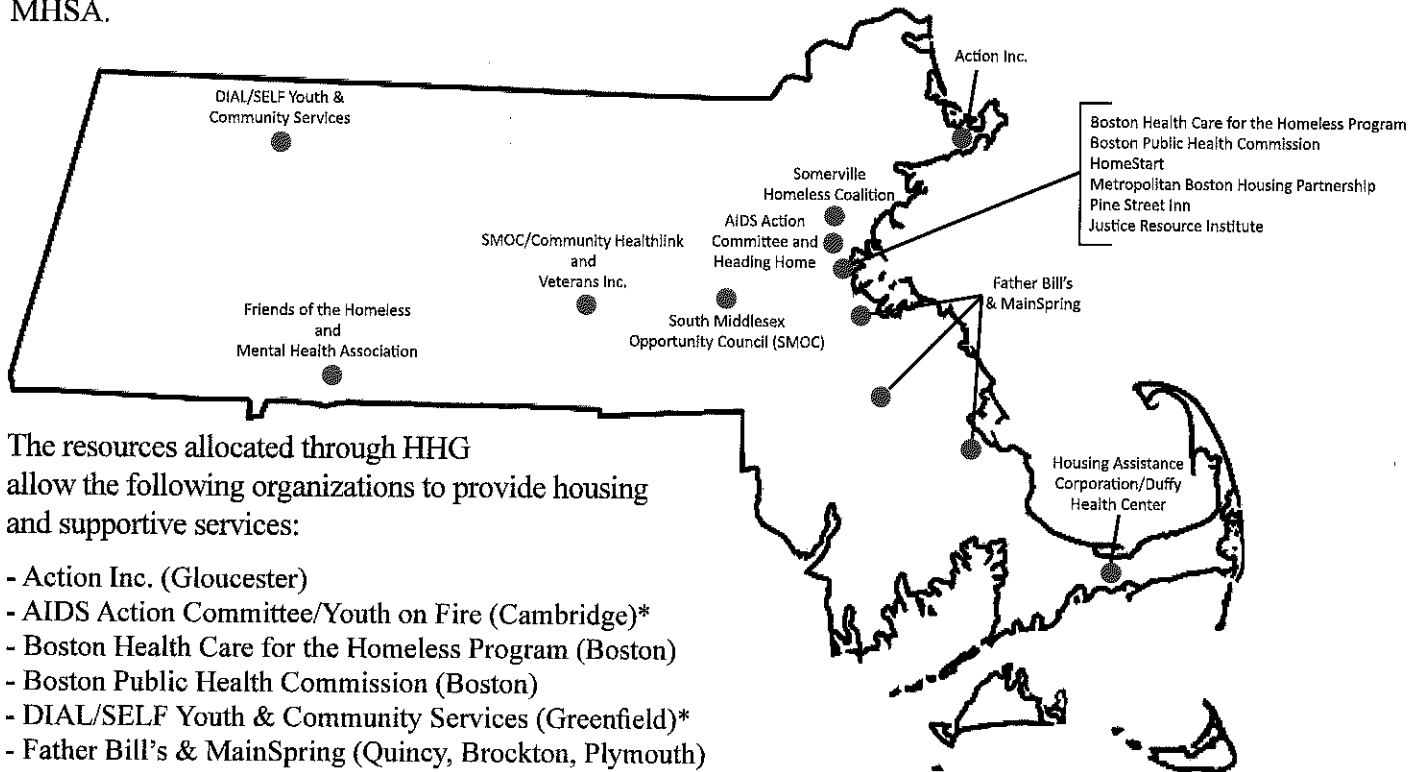 MHSA.
Action Inc.
DIAL/SELF Youth &
Community Services
Boston Health Care for the Homeless Program
Boston Public Health Commission
HomeStart
Metropolitan Boston Housing Partnership
Pine Street Inn
Justice Resource Institute
Somerville
Homeless Coalition
AIDS Action
Committee and
Heading Home
SMOC/Community Healthlink
and
Veterans Inc.
Father Bill's
& MainSpring
Friends of the Homeless
and
Mental Health Association
South Middlesex
Opportunity Council (SMOC)
Housing Assistance
Corporation/Duffy
Health Center
The resources allocated through HHG
allow the following organizations to provide housing
and supportive services:
- Action Inc. (Gloucester)
- AIDS Action Committee/Youth on Fire (Cambridge)*
- Boston Health Care for the Homeless Program (Boston)
- Boston Public Health Commission (Boston)
- DIAL/SELF Youth & Community Services (Greenfield)*
- Father Bill's & MainSpring (Quincy, Brockton, Plymouth)